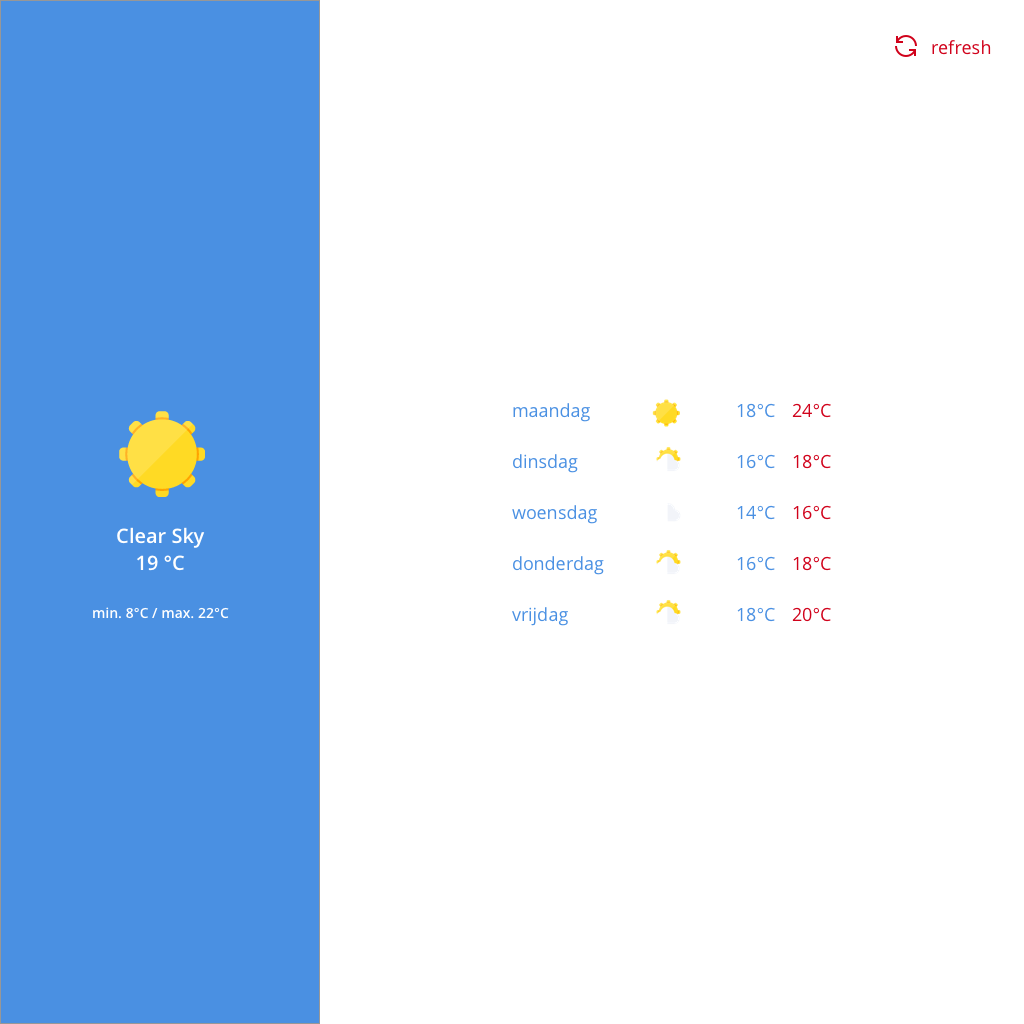 refresh
Clear Sky
19 °C
min. 8°C / max. 22°C
maandag 18°C 24°C
dinsdag 16°C 18°C
woensdag 14°C 16°C
donderdag 16°C 18°C
vrijdag 18°C 20°C